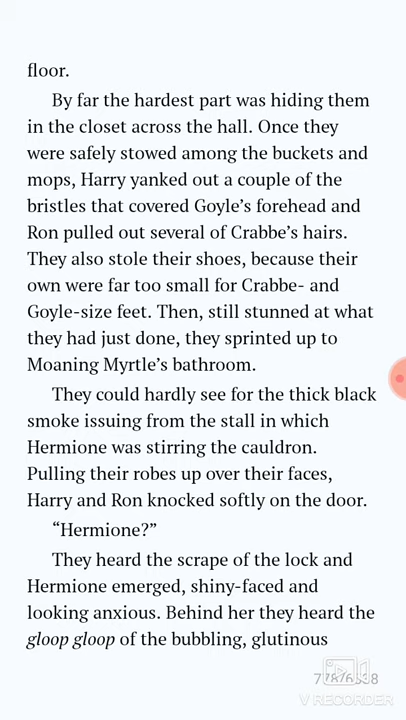 floor.
By far the hardest part was hiding them
in the closet across the hall. Once they
were safely stowed among the buckets and
mops, Harry yanked out a couple of the
bristles that covered Goyle’s forehead and
Ron pulled out several of Crabbe’s hairs.
They also stole their shoes, because their
own were far too small for Crabbe- and
Goyle-size feet. Then, still stunned at what
they had just done, they sprinted up to
Moaning Myrtle’s bathroom.
They could hardly see for the thick black
smoke issuing from the stall in which
Hermione was stirring the cauldron.
Pulling their robes up over their faces,
Harry and Ron knocked softly on the door.
“Hermione?”
They heard the scrape of the lock and
Hermione emerged, shiny-faced and
looking anxious. Behind her they heard the
gloop gloop of the bubbling, glutinous
V RECORDER